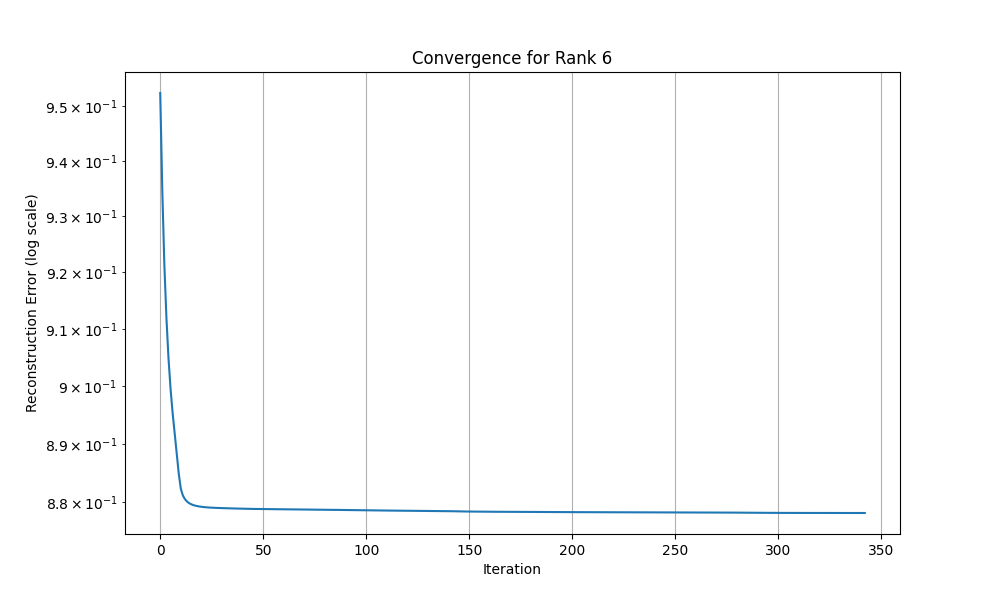 Convergence for Rank 6
Reconstruction Error (log scale)
9.5 × 10⁻¹
9.4 × 10⁻¹
9.3 × 10⁻¹
9.2 × 10⁻¹
9.1 × 10⁻¹
9 × 10⁻¹
8.9 × 10⁻¹
8.8 × 10⁻¹
0 50 100 150 200 250 300 350
Iteration